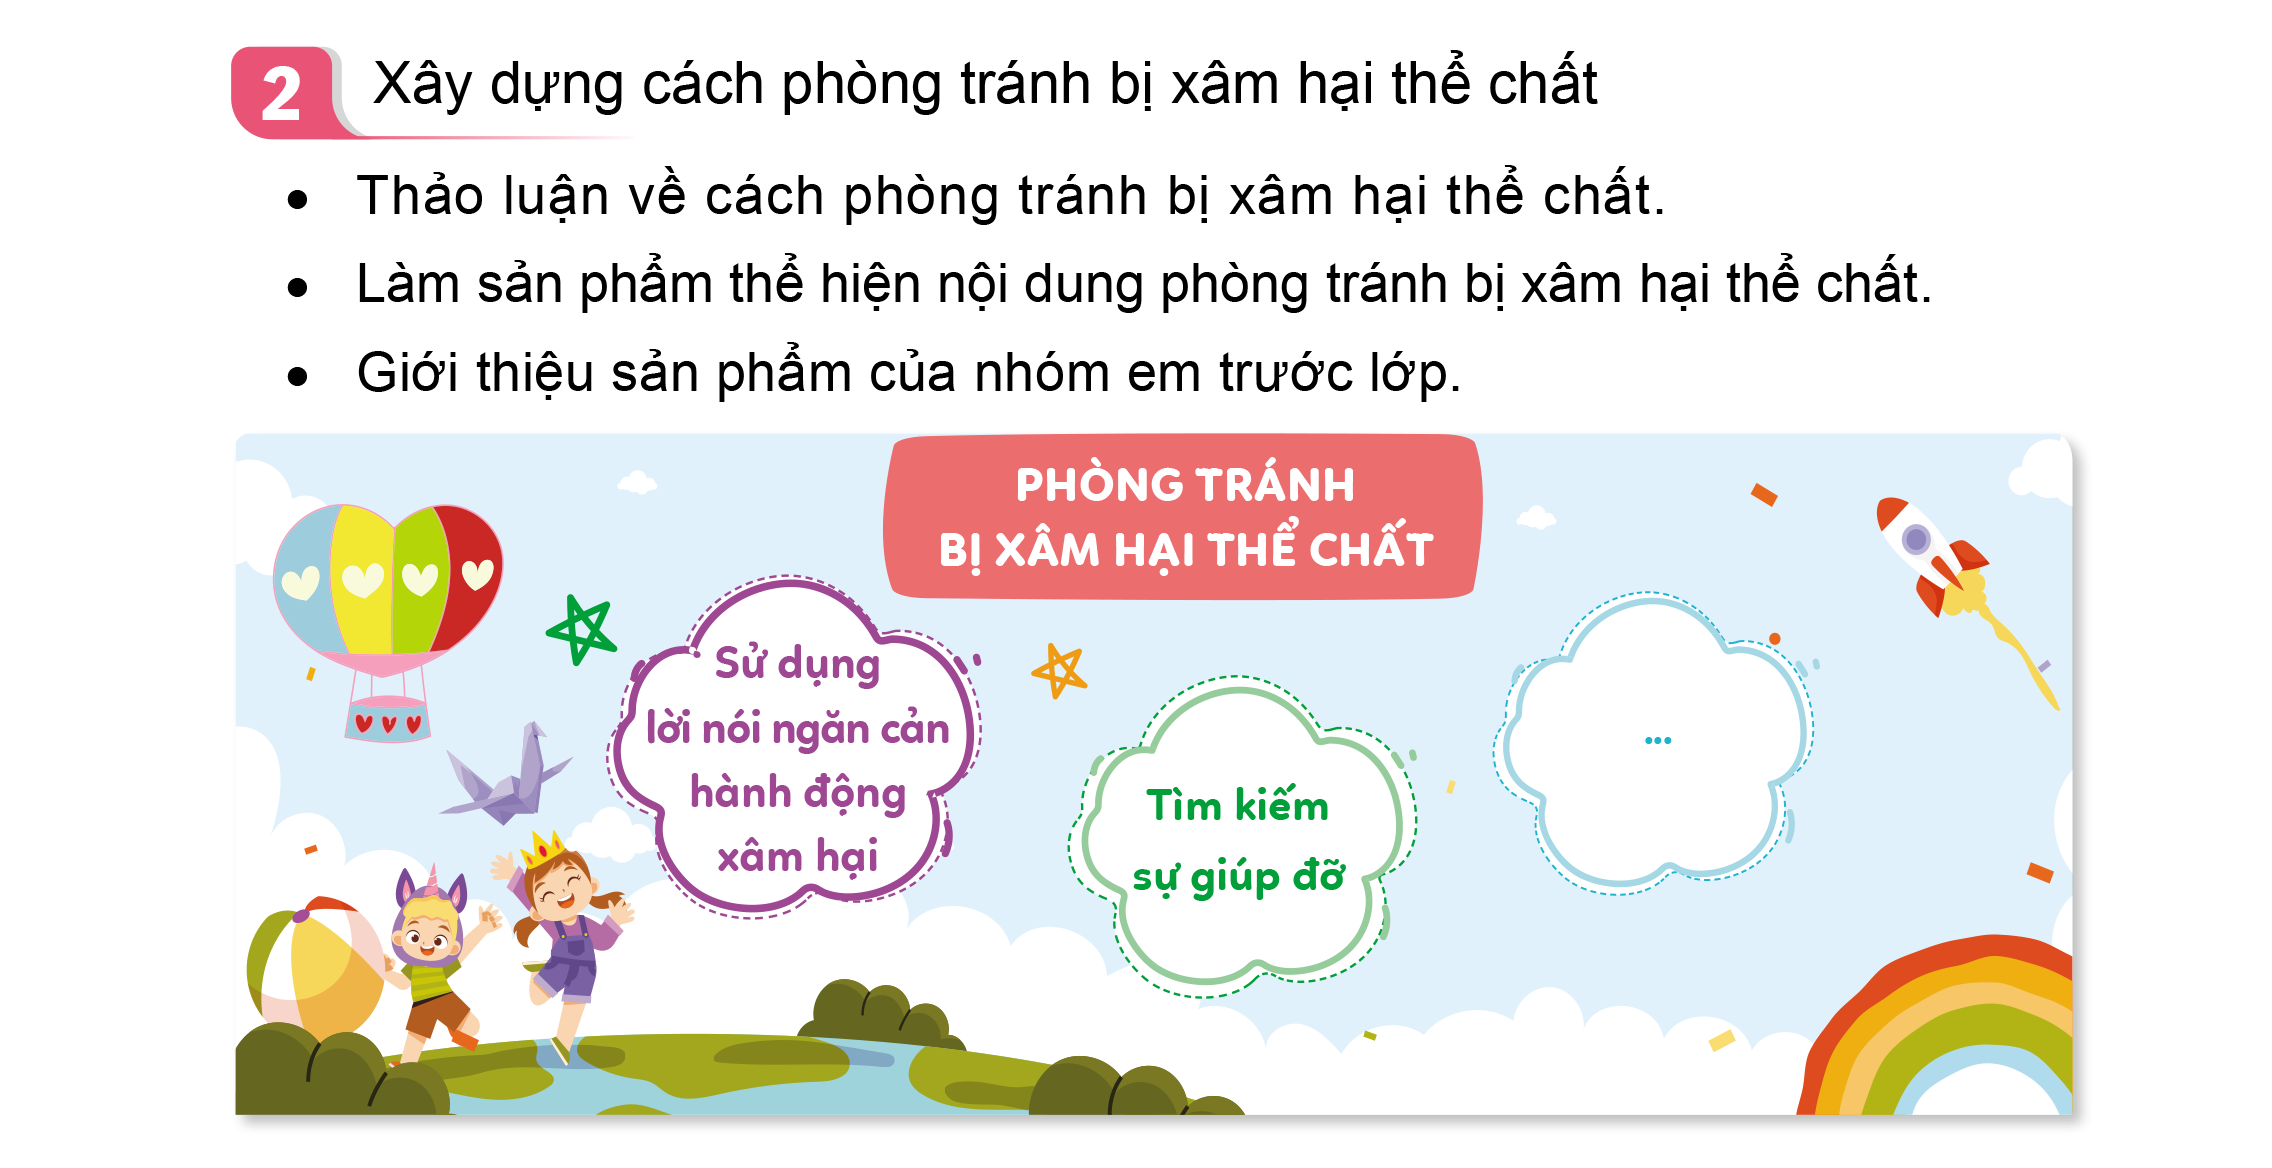 2 Xây dựng cách phòng tránh bị xâm hại thể chất
• Thảo luận về cách phòng tránh bị xâm hại thể chất.
• Làm sản phẩm thể hiện nội dung phòng tránh bị xâm hại thể chất.
• Giới thiệu sản phẩm của nhóm em trước lớp.
PHÒNG TRÁNH
BỊ XÂM HẠI THỂ CHẤT
Sử dụng
lời nói ngăn cản
hành động
xâm hại
Tìm kiếm
sự giúp đỡ
...